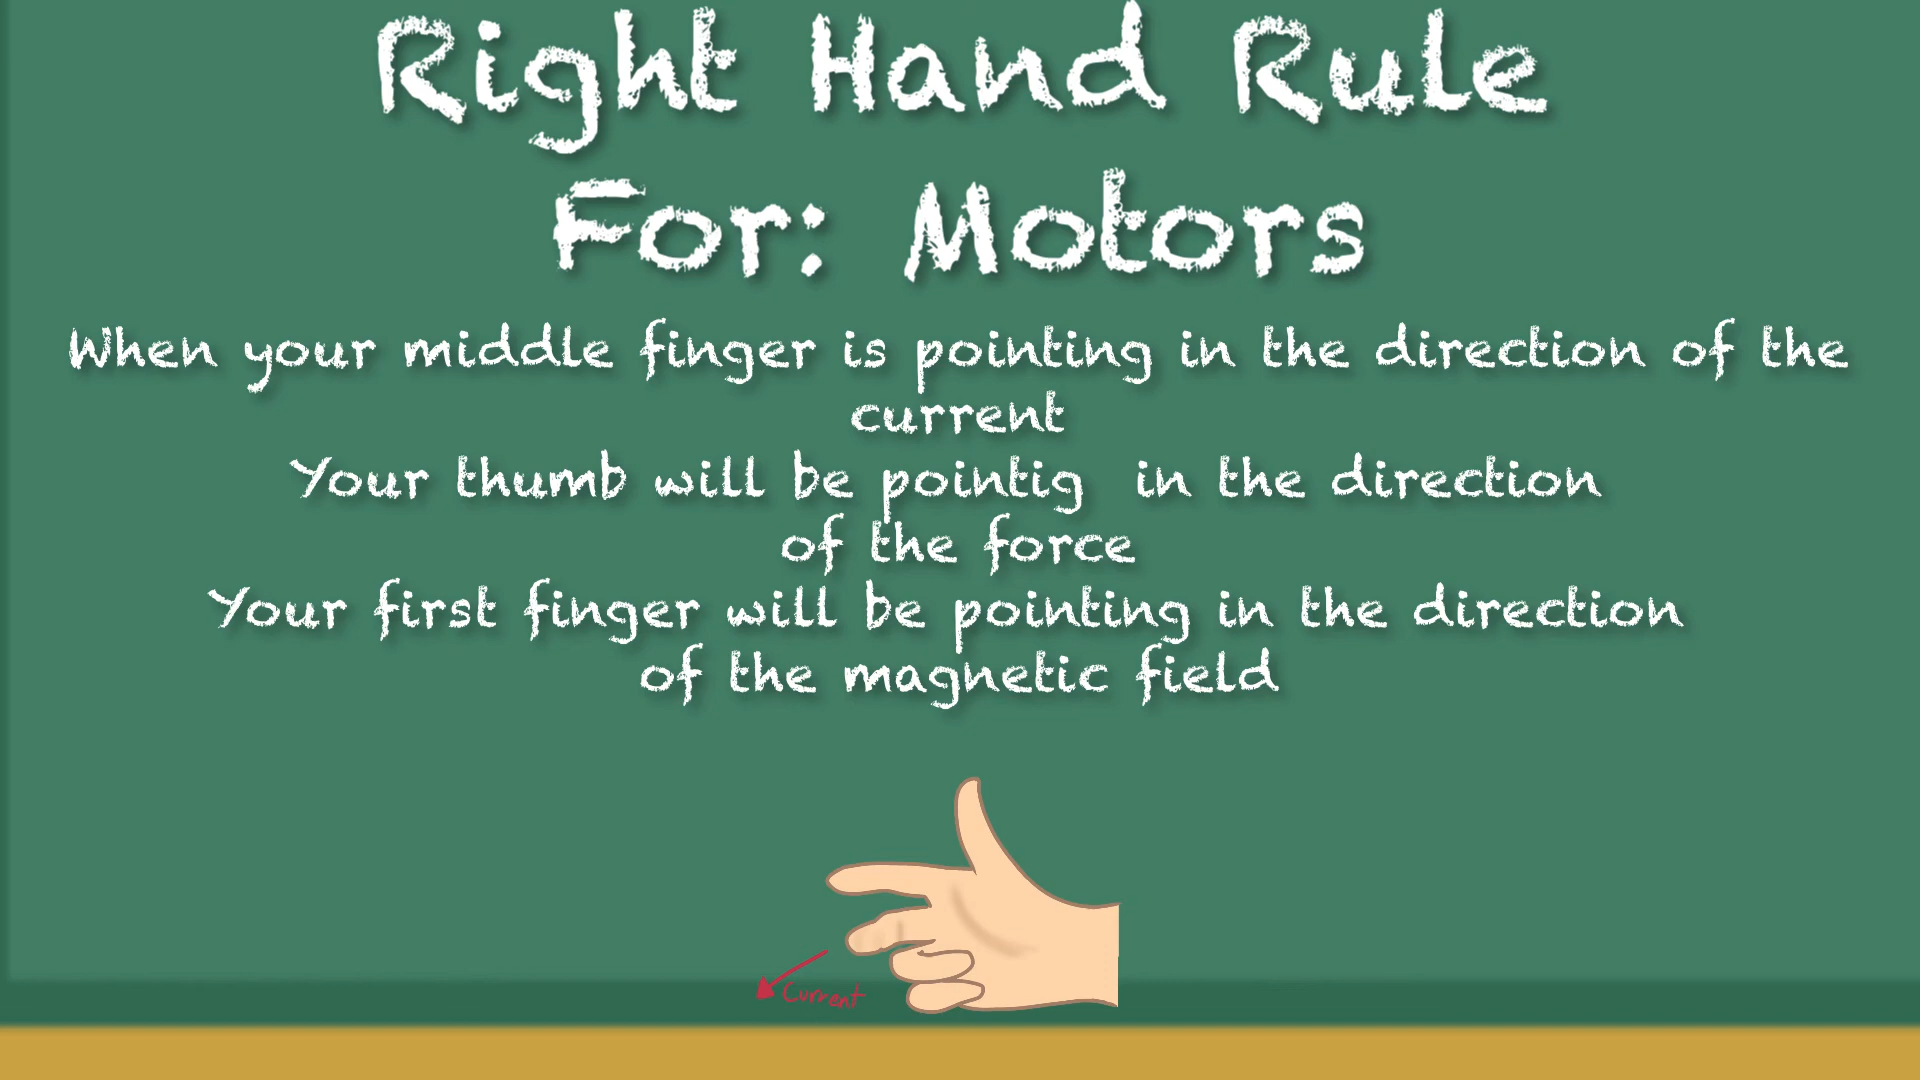 Right Hand Rule
For: Motors
When your middle finger is pointing in the direction of the
current
Your thumb will be pointig in the direction
of the force
Your first finger will be pointing in the direction
of the magnetic field
Current